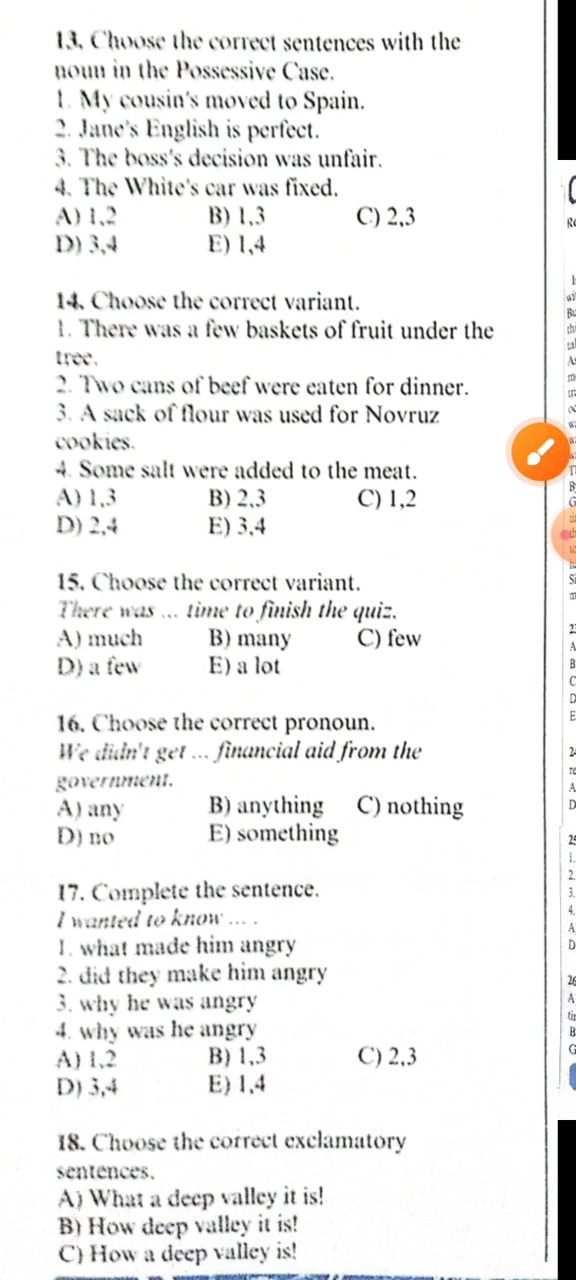 13. Choose the correct sentences with the
noun in the Possessive Case.
1. My cousin's moved to Spain.
2. Jane's English is perfect.
3. The boss's decision was unfair.
4. The White's car was fixed.
A) 1,2 B) 1,3 C) 2,3
D) 3,4 E) 1,4
14. Choose the correct variant.
1. There was a few baskets of fruit under the
tree.
2. Two cans of beef were eaten for dinner.
3. A sack of flour was used for Novruz
cookies.
4. Some salt were added to the meat.
A) 1,3 B) 2,3 C) 1,2
D) 2,4 E) 3,4
15. Choose the correct variant.
There was ... time to finish the quiz.
A) much B) many C) few
D) a few E) a lot
16. Choose the correct pronoun.
We didn't get ... financial aid from the
government.
A) any B) anything C) nothing
D) no E) something
17. Complete the sentence.
I wanted to know ... .
1. what made him angry
2. did they make him angry
3. why he was angry
4. why was he angry
A) 1,2 B) 1,3 C) 2,3
D) 3,4 E) 1,4
18. Choose the correct exclamatory
sentences.
A) What a deep valley it is!
B) How deep valley it is!
C) How a deep valley is!